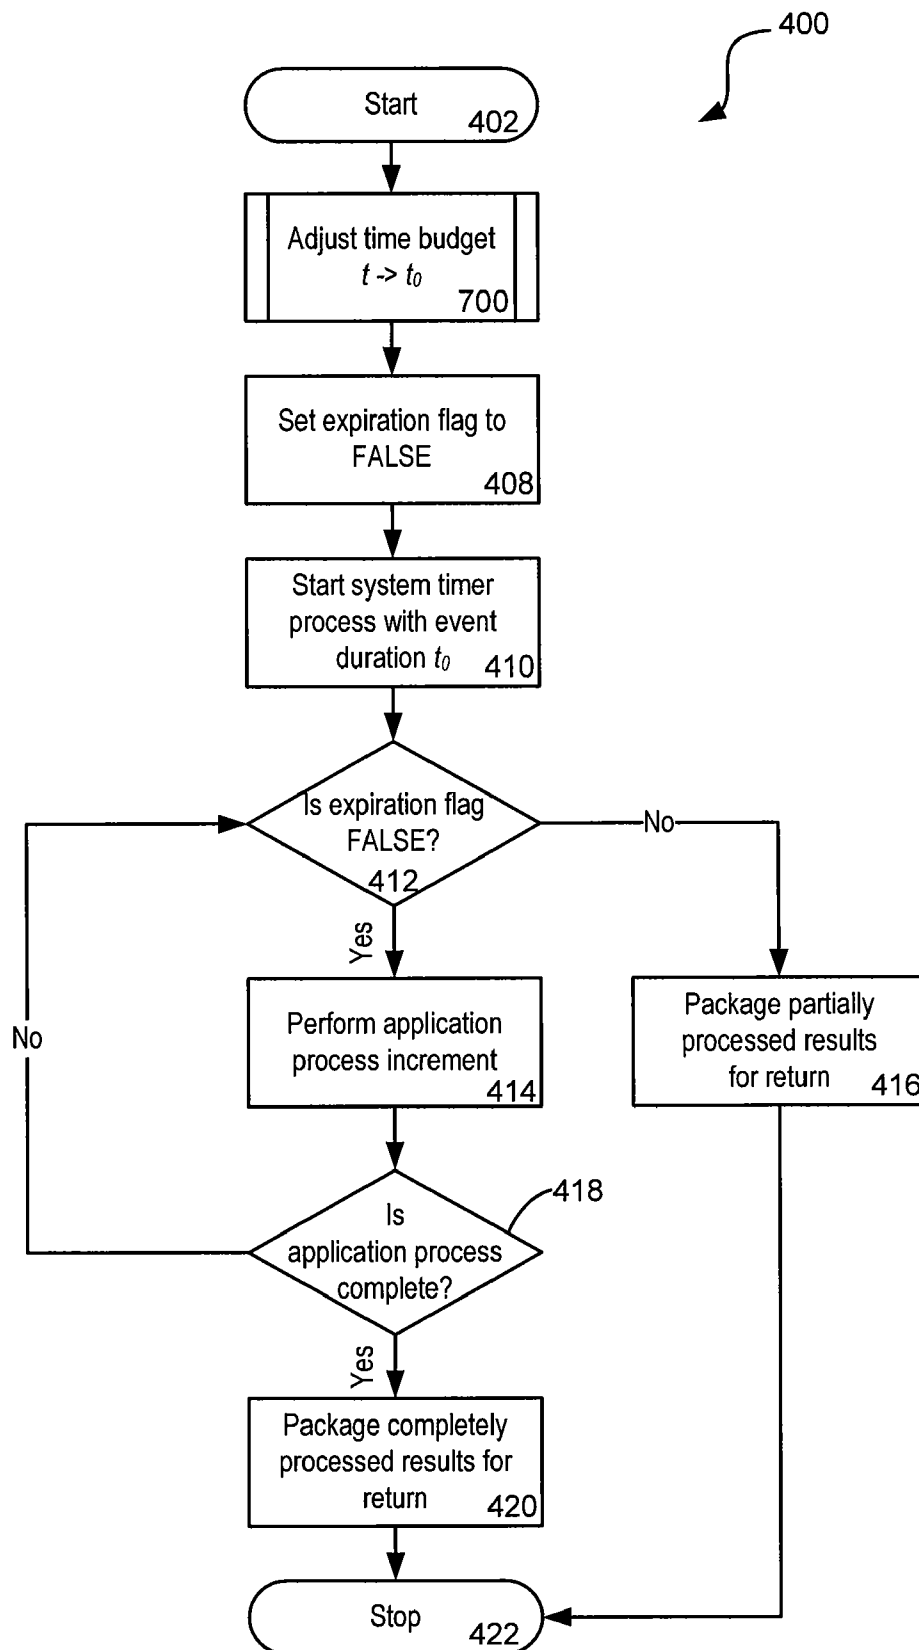 400
Start
402
Adjust time budget
t -> t₀
700
Set expiration flag to
FALSE
408
Start system timer
process with event
duration t₀
410
Is expiration flag
FALSE?
412
No
Yes
Perform application
process increment
414
Package partially
processed results
for return
416
No
418
Is
application process
complete?
Yes
Package completely
processed results for
return
420
Stop
422